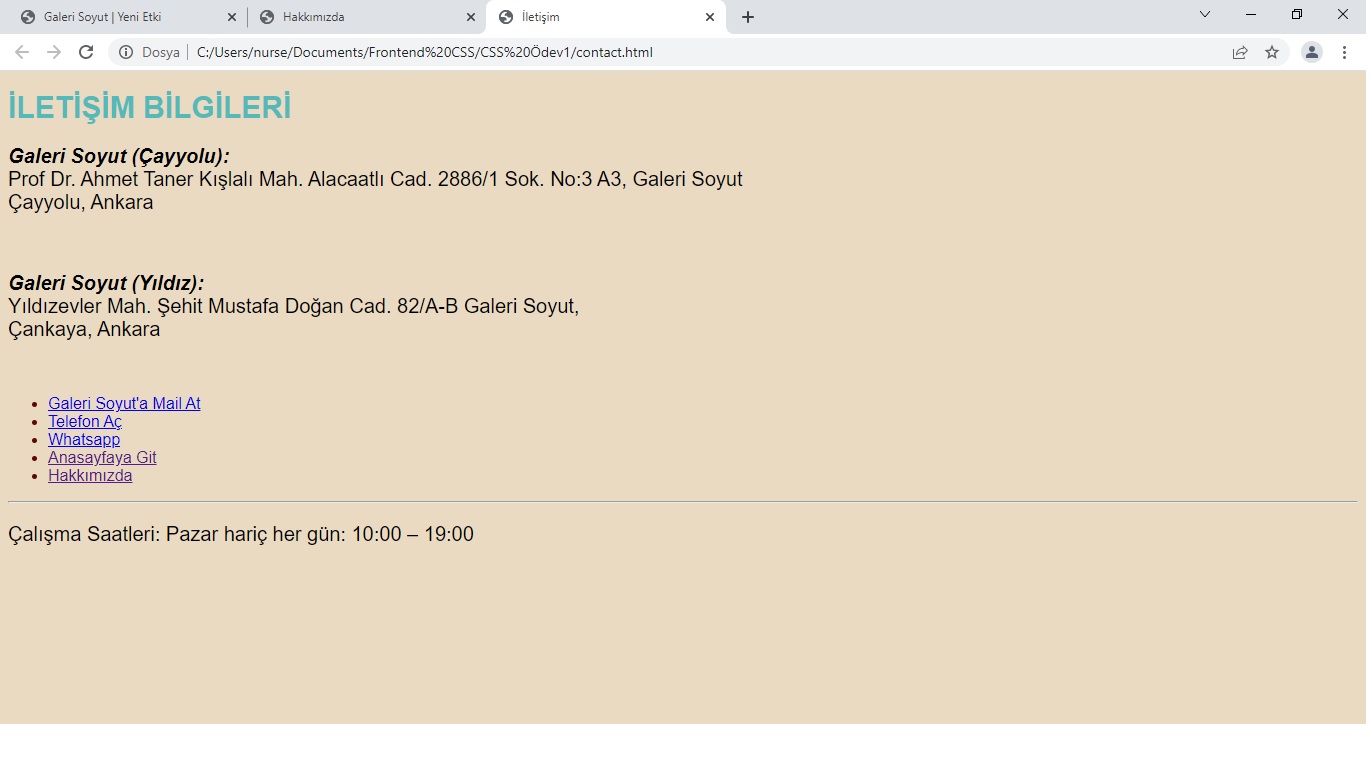 Galeri Soyut | Yeni Etki
Hakkımızda
İletişim
Dosya
C:/Users/nurse/Documents/Frontend%20CSS/CSS%20Ödev1/contact.html
İLETİŞİM BİLGİLERİ
Galeri Soyut (Çayyolu):
Prof Dr. Ahmet Taner Kışlalı Mah. Alacaatlı Cad. 2886/1 Sok. No:3 A3, Galeri Soyut
Çayyolu, Ankara
Galeri Soyut (Yıldız):
Yıldızevler Mah. Şehit Mustafa Doğan Cad. 82/A-B Galeri Soyut,
Çankaya, Ankara
Galeri Soyut'a Mail At
Telefon Aç
Whatsapp
Anasayfaya Git
Hakkımızda
Çalışma Saatleri: Pazar hariç her gün: 10:00 – 19:00